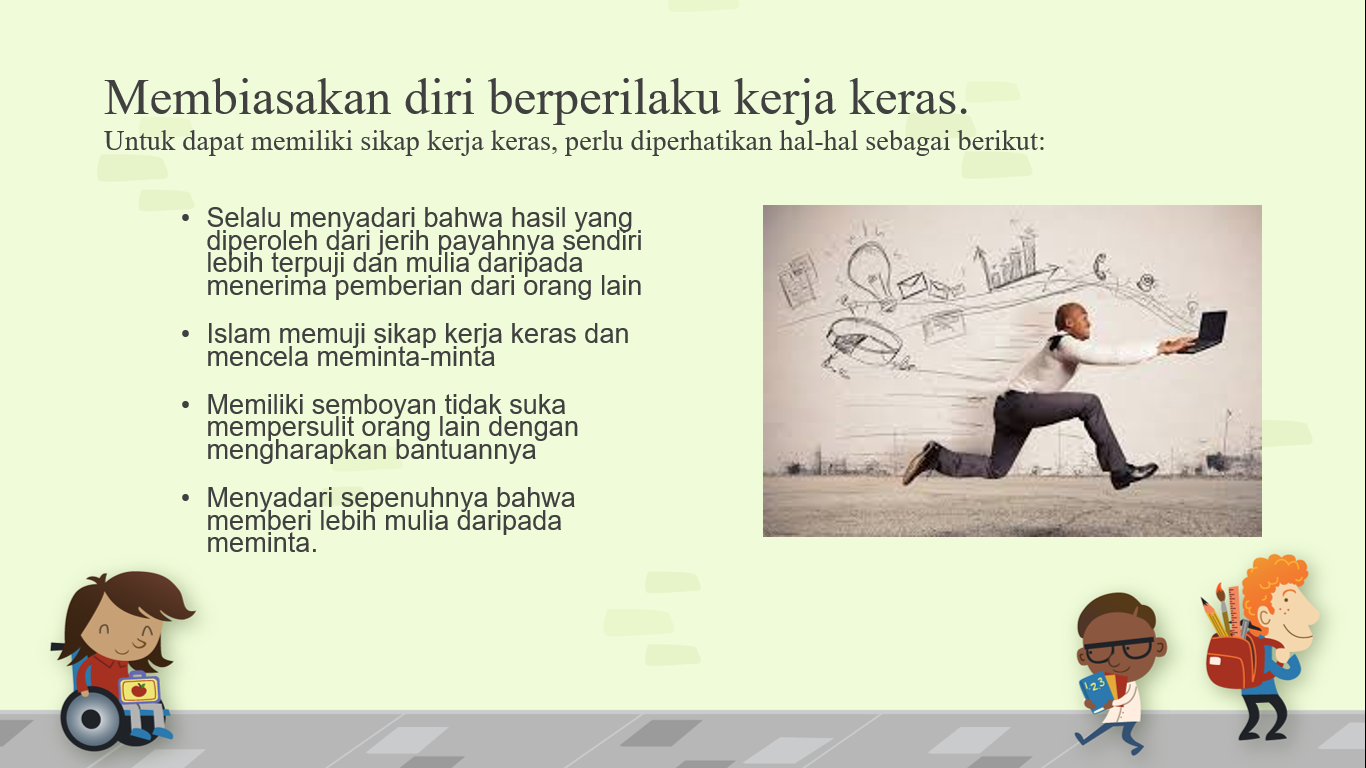 Membiasakan diri berperilaku kerja keras.
Untuk dapat memiliki sikap kerja keras, perlu diperhatikan hal-hal sebagai berikut:
• Selalu menyadari bahwa hasil yang
diperoleh dari jerih payahnya sendiri
lebih terpuji dan mulia daripada
menerima pemberian dari orang lain
• Islam memuji sikap kerja keras dan
mencela meminta-minta
• Memiliki semboyan tidak suka
mempersulit orang lain dengan
mengharapkan bantuannya
• Menyadari sepenuhnya bahwa
memberi lebih mulia daripada
meminta.
1,2,3